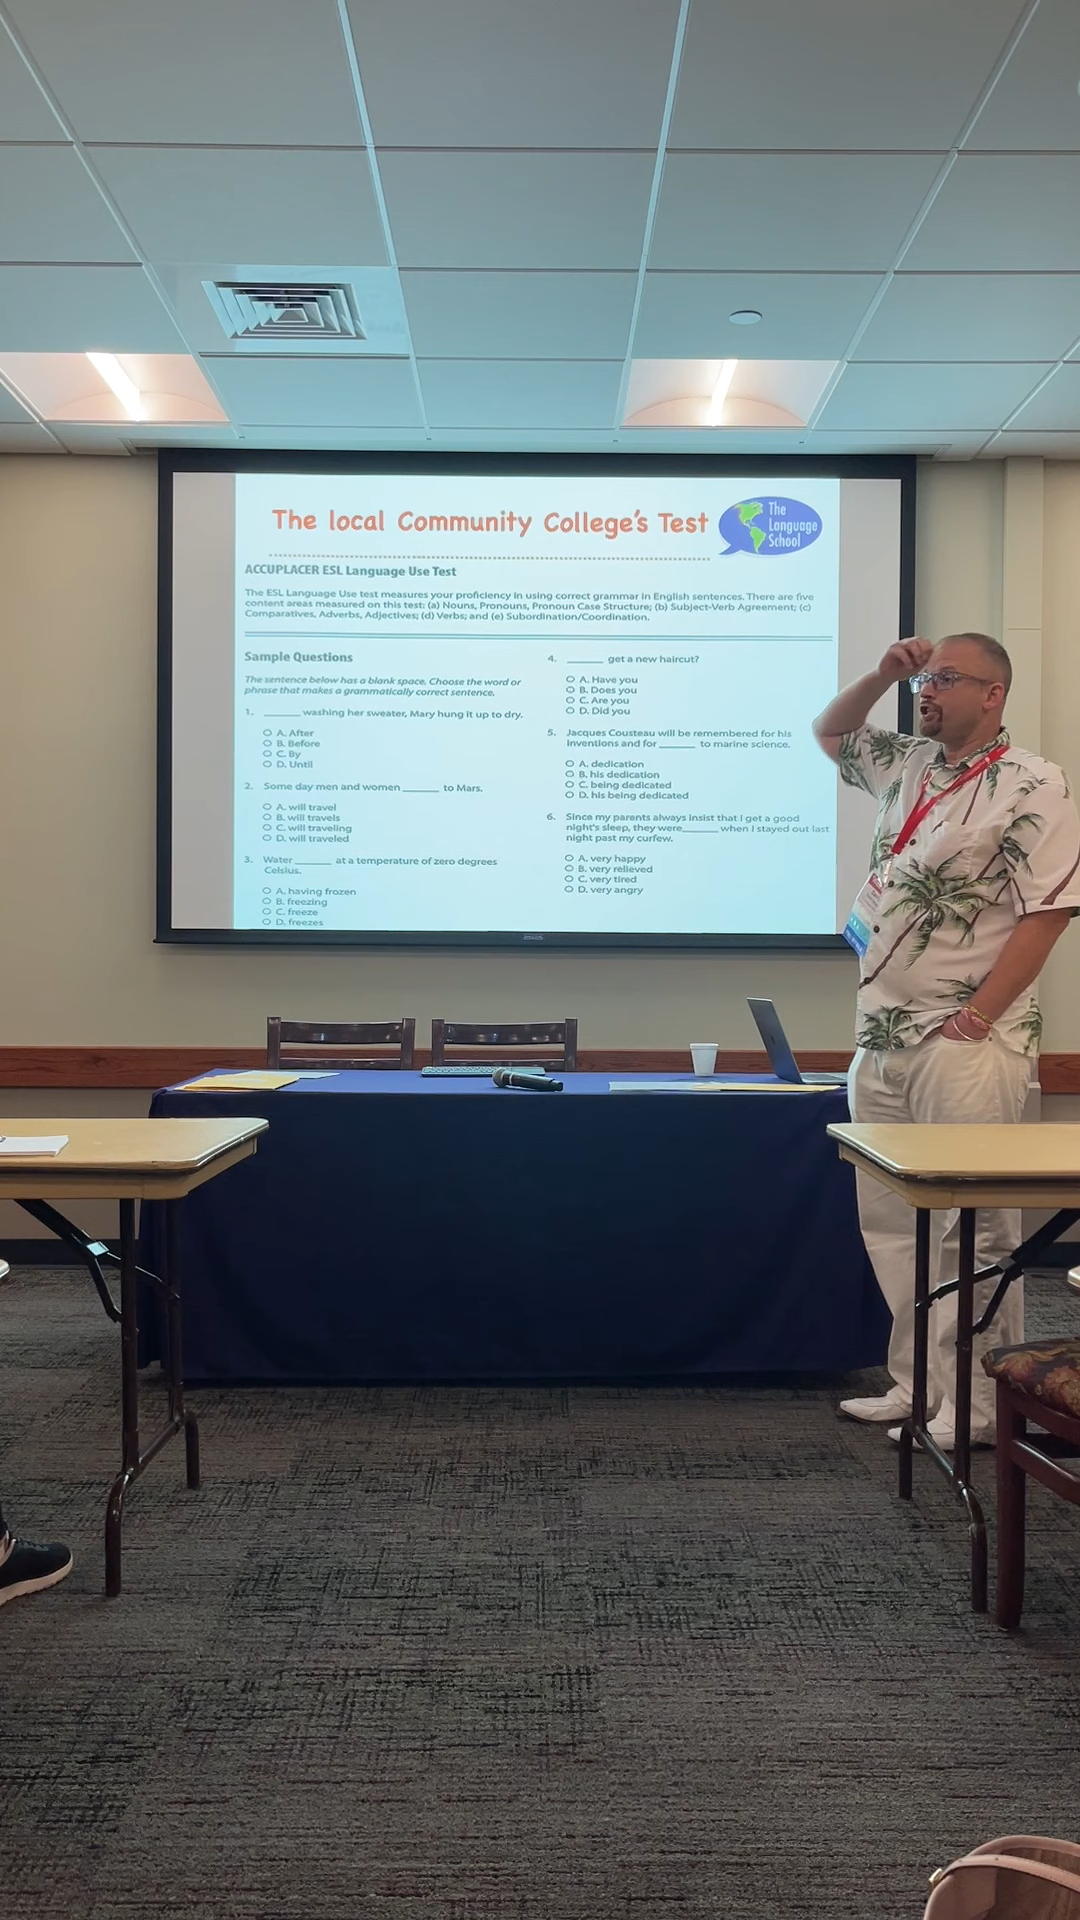 The local Community College's Test
The
Language
School
ACCUPLACER ESL Language Use Test
The ESL Language Use test measures your proficiency in using correct grammar in English sentences. There are five
content areas measured on this test: (a) Nouns, Pronouns, Pronoun Case Structure; (b) Subject-Verb Agreement; (c)
Comparatives, Adverbs, Adjectives; (d) Verbs; and (e) Subordination/Coordination.
Sample Questions
The sentence below has a blank space. Choose the word or
phrase that makes a grammatically correct sentence.
1. ______ washing her sweater, Mary hung it up to dry.
A. After
B. Before
C. By
D. Until
2. Some day men and women ______ to Mars.
A. will travel
B. will travels
C. will traveling
D. will traveled
3. Water ______ at a temperature of zero degrees
Celsius.
A. having frozen
B. freezing
C. freeze
D. freezes
4. ______ get a new haircut?
A. Have you
B. Does you
C. Are you
D. Did you
5. Jacques Cousteau will be remembered for his
inventions and for ______ to marine science.
A. dedication
B. his dedication
C. being dedicated
D. his being dedicated
6. Since my parents always insist that I get a good
night's sleep, they were ______ when I stayed out last
night past my curfew.
A. very happy
B. very relieved
C. very tired
D. very angry